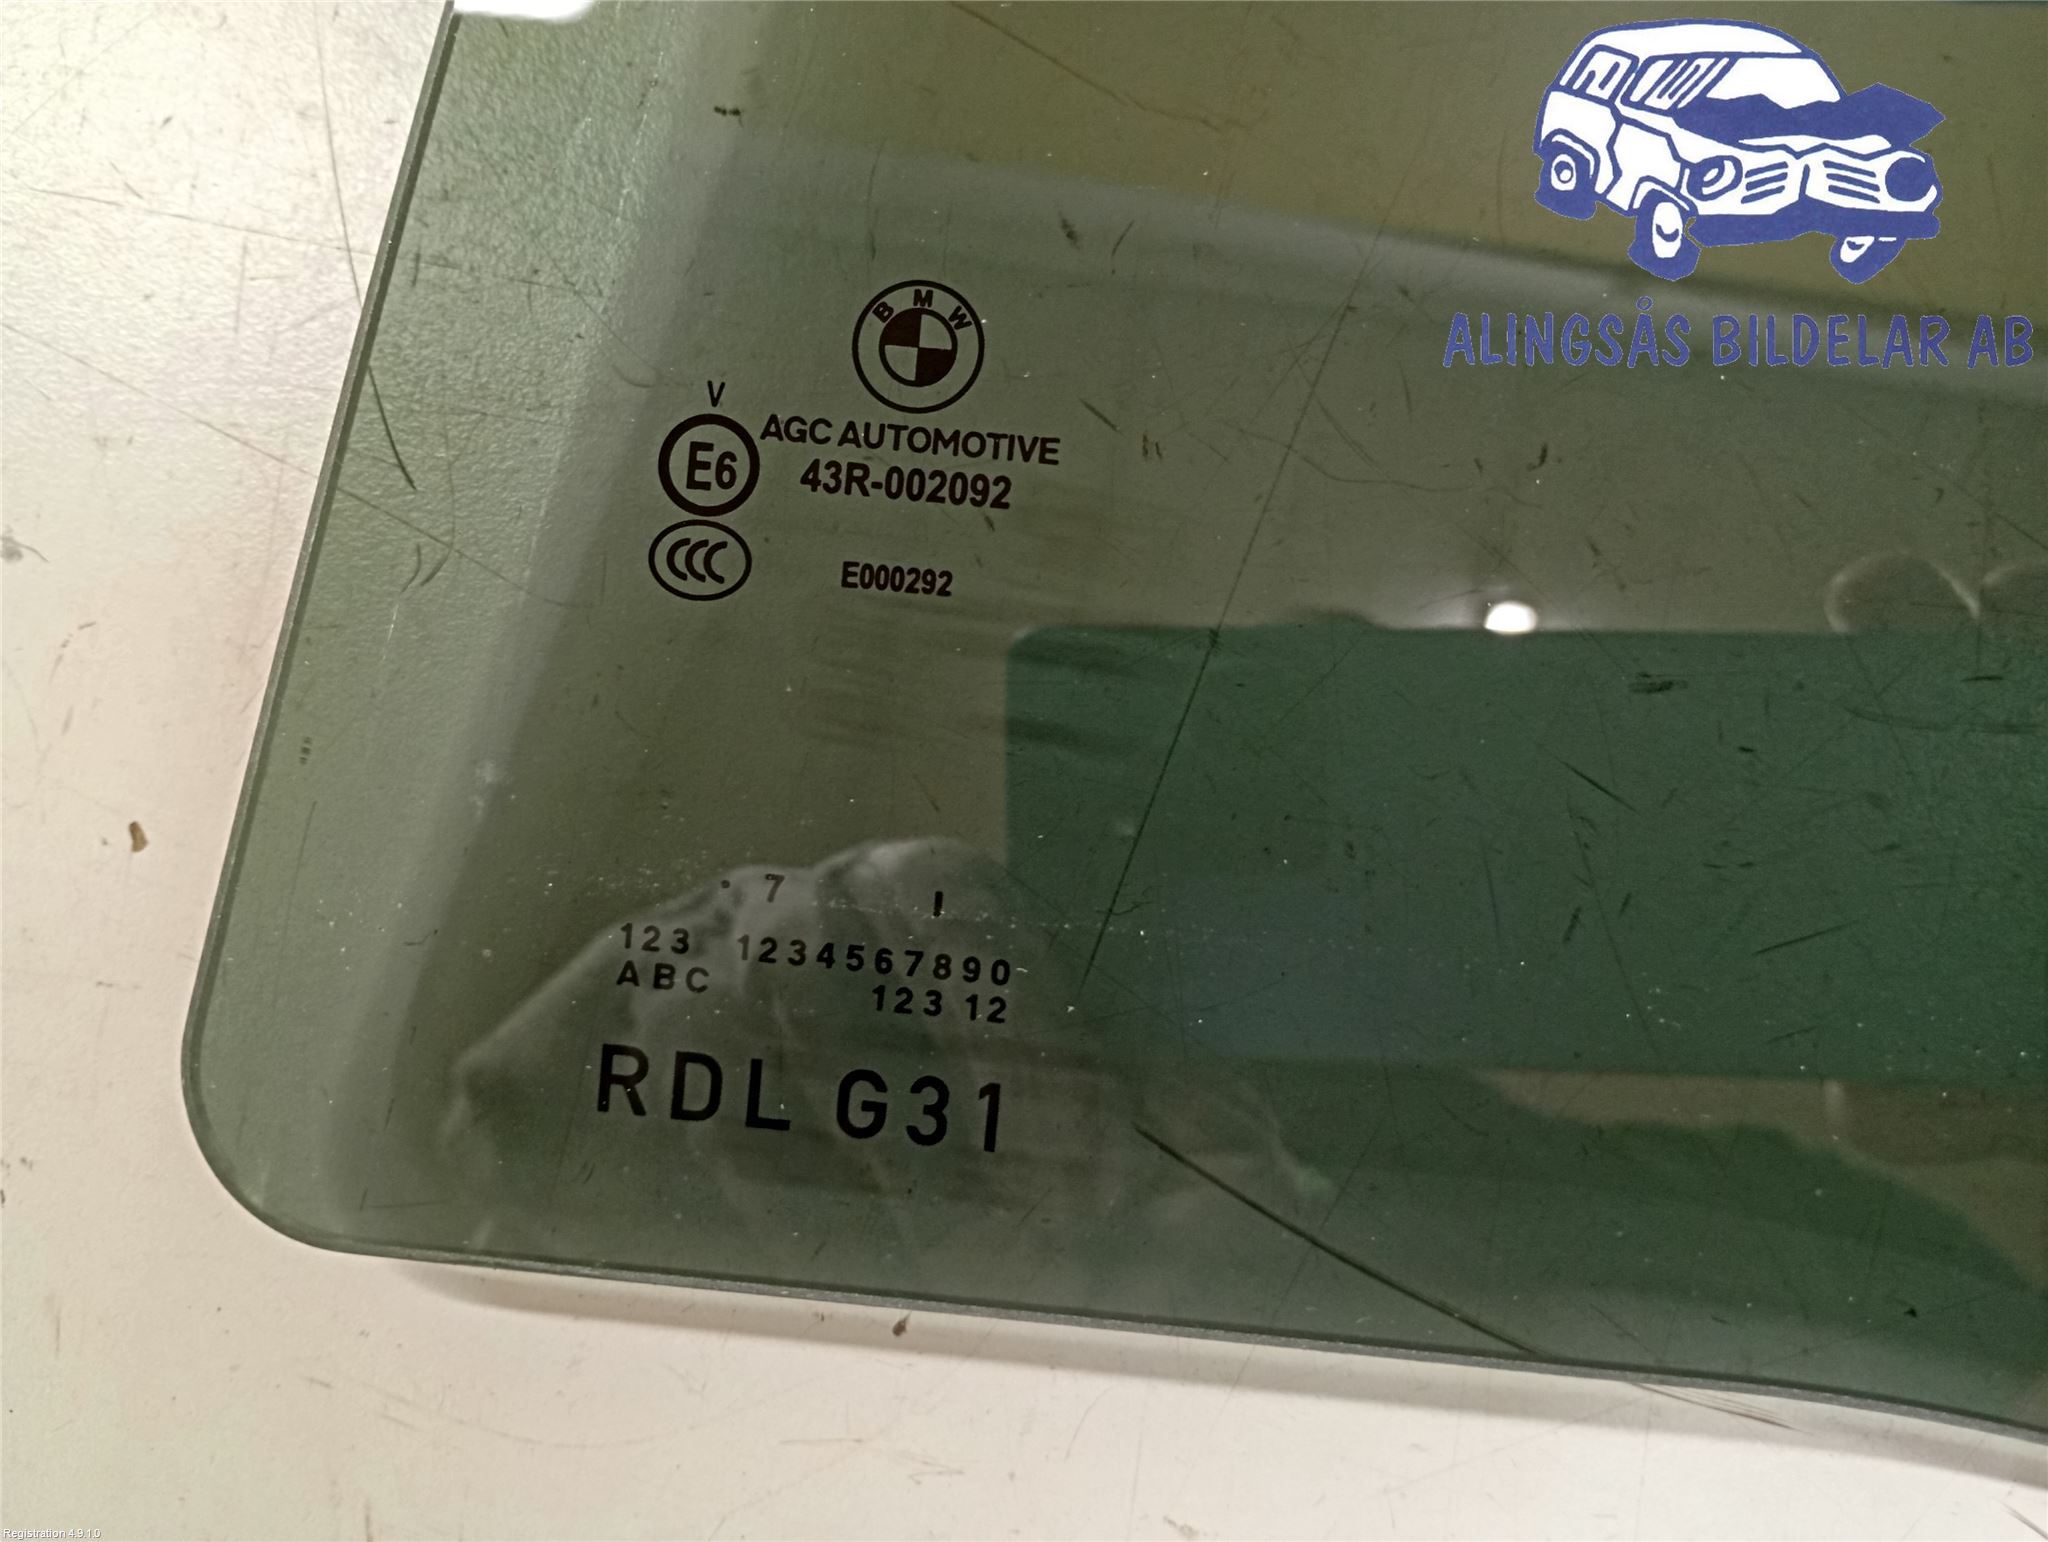 ALINGSÅS BILDELAR AB
BMW
V
AGC AUTOMOTIVE
E6
43R-002092
CCC
E000292
. 7 I
123 1234567890
ABC 123 12
RDL G31
Registration 4.9.1.0